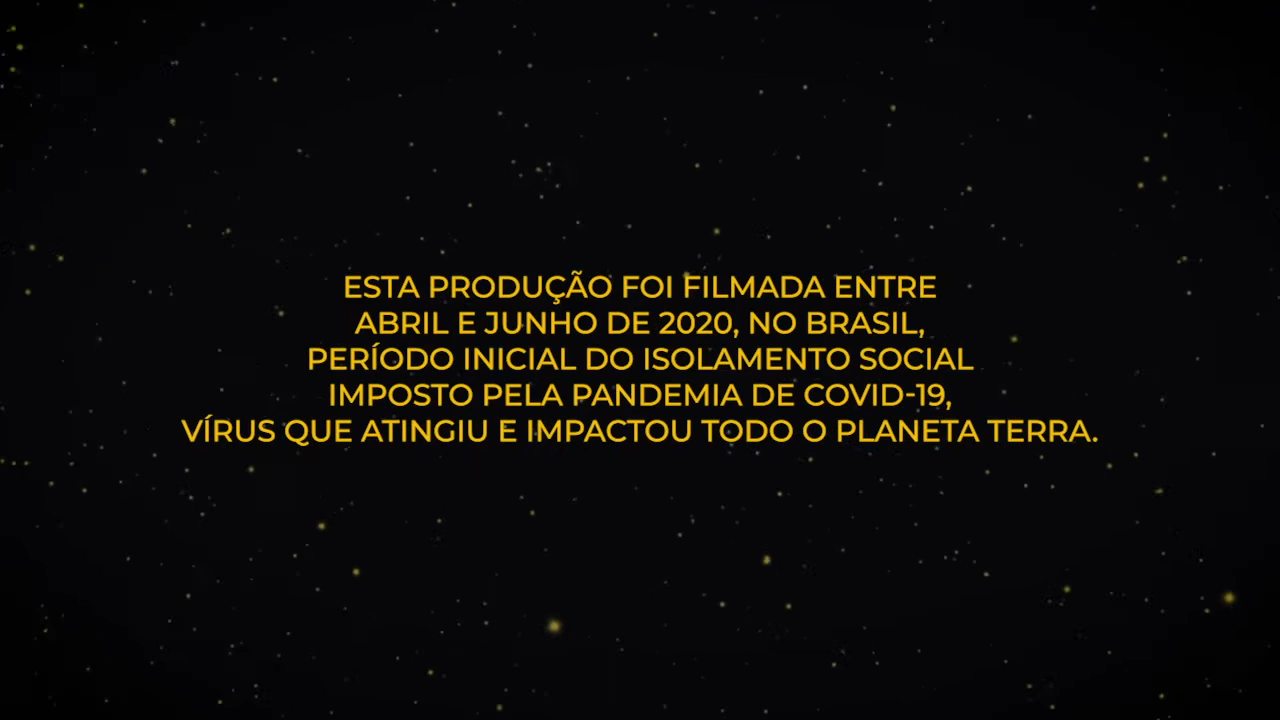 ESTA PRODUÇÃO FOI FILMADA ENTRE
ABRIL E JUNHO DE 2020, NO BRASIL,
PERÍODO INICIAL DO ISOLAMENTO SOCIAL
IMPOSTO PELA PANDEMIA DE COVID-19,
VÍRUS QUE ATINGIU E IMPACTOU TODO O PLANETA TERRA.